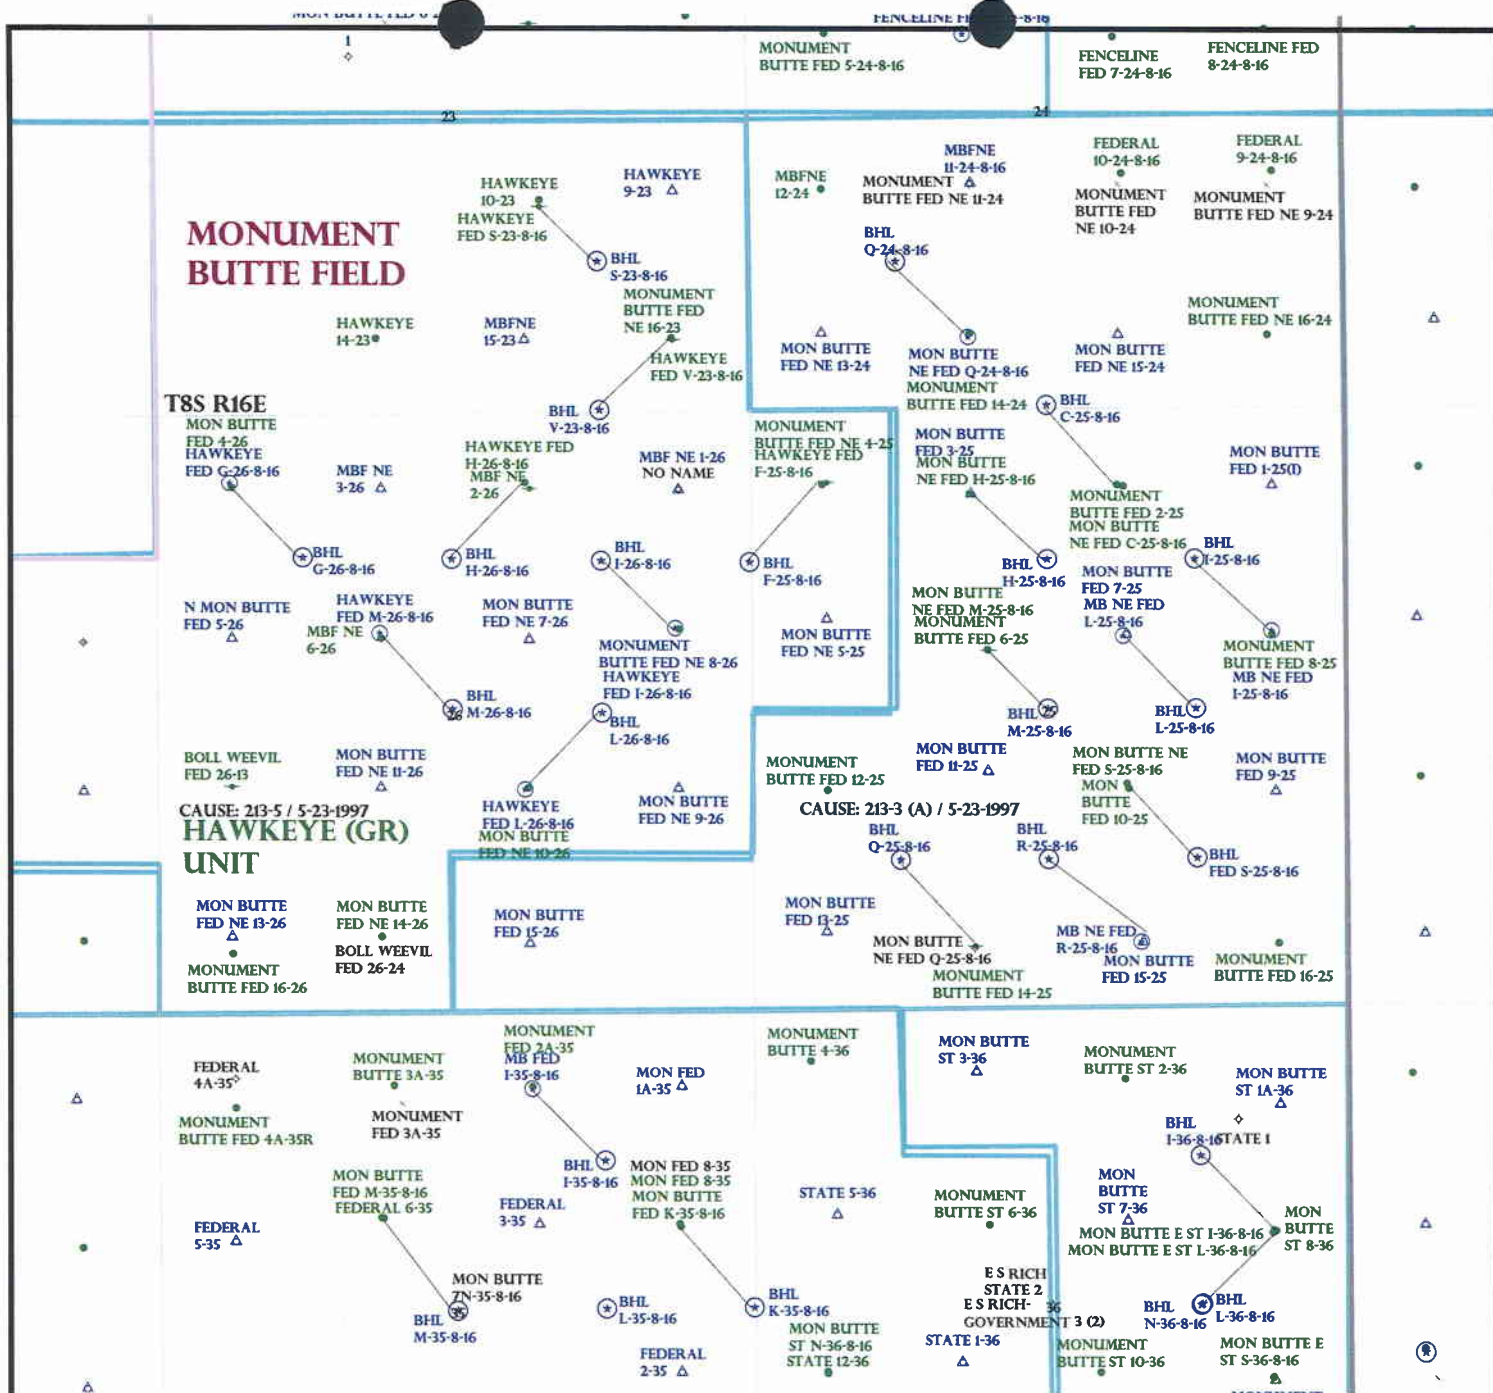 1
MONUMENT
BUTTE FED 5-24-8-16
FENCELINE
FED 7-24-8-16
FENCELINE FED
8-24-8-16
23
24
MONUMENT
BUTTE FIELD
HAWKEYE
10-23
HAWKEYE
FED S-23-8-16
HAWKEYE
9-23
BHL
S-23-8-16
MONUMENT
BUTTE FED
NE 16-23
HAWKEYE
FED V-23-8-16
HAWKEYE
14-23
MBFNE
15-23
BHL
V-23-8-16
MBFNE
12-24
MBFNE
11-24-8-16
MONUMENT
BUTTE FED NE 11-24
FEDERAL
10-24-8-16
MONUMENT
BUTTE FED
NE 10-24
FEDERAL
9-24-8-16
MONUMENT
BUTTE FED NE 9-24
BHL
Q-24-8-16
MON BUTTE
FED NE 13-24
MON BUTTE
NE FED Q-24-8-16
MONUMENT
BUTTE FED 14-24
MON BUTTE
FED NE 15-24
MONUMENT
BUTTE FED NE 16-24
BHL
C-25-8-16
T8S R16E
MON BUTTE
FED 4-26
HAWKEYE
FED G-26-8-16
MBF NE
3-26
HAWKEYE FED
H-26-8-16
MBF NE
2-26
MBF NE 1-26
NO NAME
MONUMENT
BUTTE FED NE 4-25
HAWKEYE FED
F-25-8-16
MON BUTTE
FED 3-25
MON BUTTE
NE FED H-25-8-16
MONUMENT
BUTTE FED 2-25
MON BUTTE
NE FED C-25-8-16
MON BUTTE
FED 1-25(I)
BHL
G-26-8-16
BHL
H-26-8-16
BHL
I-26-8-16
BHL
F-25-8-16
BHL
H-25-8-16
BHL
I-25-8-16
N MON BUTTE
FED 5-26
HAWKEYE
FED M-26-8-16
MBF NE
6-26
MON BUTTE
FED NE 7-26
MONUMENT
BUTTE FED NE 8-26
HAWKEYE
FED I-26-8-16
MON BUTTE
FED NE 5-25
MON BUTTE
NE FED M-25-8-16
MONUMENT
BUTTE FED 6-25
MON BUTTE
FED 7-25
MB NE FED
L-25-8-16
MONUMENT
BUTTE FED 8-25
MB NE FED
I-25-8-16
BHL
M-26-8-16
26
BHL
L-26-8-16
BHL
M-25-8-16
25
BHL
L-25-8-16
BOLL WEEVIL
FED 26-13
MON BUTTE
FED NE 11-26
HAWKEYE
FED L-26-8-16
MON BUTTE
FED NE 10-26
MON BUTTE
FED NE 9-26
MONUMENT
BUTTE FED 12-25
MON BUTTE
FED 11-25
MON BUTTE NE
FED S-25-8-16
MON
BUTTE
FED 10-25
MON BUTTE
FED 9-25
CAUSE: 213-5 / 5-23-1997
HAWKEYE (GR)
UNIT
CAUSE: 213-3 (A) / 5-23-1997
BHL
Q-25-8-16
BHL
R-25-8-16
BHL
FED S-25-8-16
MON BUTTE
FED NE 13-26
MONUMENT
BUTTE FED 16-26
MON BUTTE
FED NE 14-26
BOLL WEEVIL
FED 26-24
MON BUTTE
FED 15-26
MON BUTTE
FED 13-25
MON BUTTE
NE FED Q-25-8-16
MONUMENT
BUTTE FED 14-25
MB NE FED
R-25-8-16
MON BUTTE
FED 15-25
MONUMENT
BUTTE FED 16-25
FEDERAL
4A-35
MONUMENT
BUTTE FED 4A-35R
MONUMENT
BUTTE 3A-35
MONUMENT
FED 3A-35
MONUMENT
FED 2A-35
MB FED
I-35-8-16
MON FED
1A-35
MONUMENT
BUTTE 4-36
MON BUTTE
ST 3-36
MONUMENT
BUTTE ST 2-36
MON BUTTE
ST 1A-36
STATE 1
BHL
I-36-8-16
BHL
I-35-8-16
MON BUTTE
FED M-35-8-16
FEDERAL 6-35
FEDERAL
5-35
FEDERAL
3-35
MON FED 8-35
MON FED 8-35
MON BUTTE
FED K-35-8-16
STATE 5-36
MONUMENT
BUTTE ST 6-36
MON
BUTTE
ST 7-36
MON BUTTE E ST I-36-8-16
MON BUTTE E ST L-36-8-16
MON
BUTTE
ST 8-36
MON BUTTE
7N-35-8-16
BHL
M-35-8-16
BHL
L-35-8-16
BHL
K-35-8-16
E S RICH
STATE 2
E S RICH-
GOVERNMENT 3 (2)
36
BHL
N-36-8-16
BHL
L-36-8-16
FEDERAL
2-35
MON BUTTE
ST N-36-8-16
STATE 12-36
STATE 1-36
MONUMENT
BUTTE ST 10-36
MON BUTTE E
ST S-36-8-16